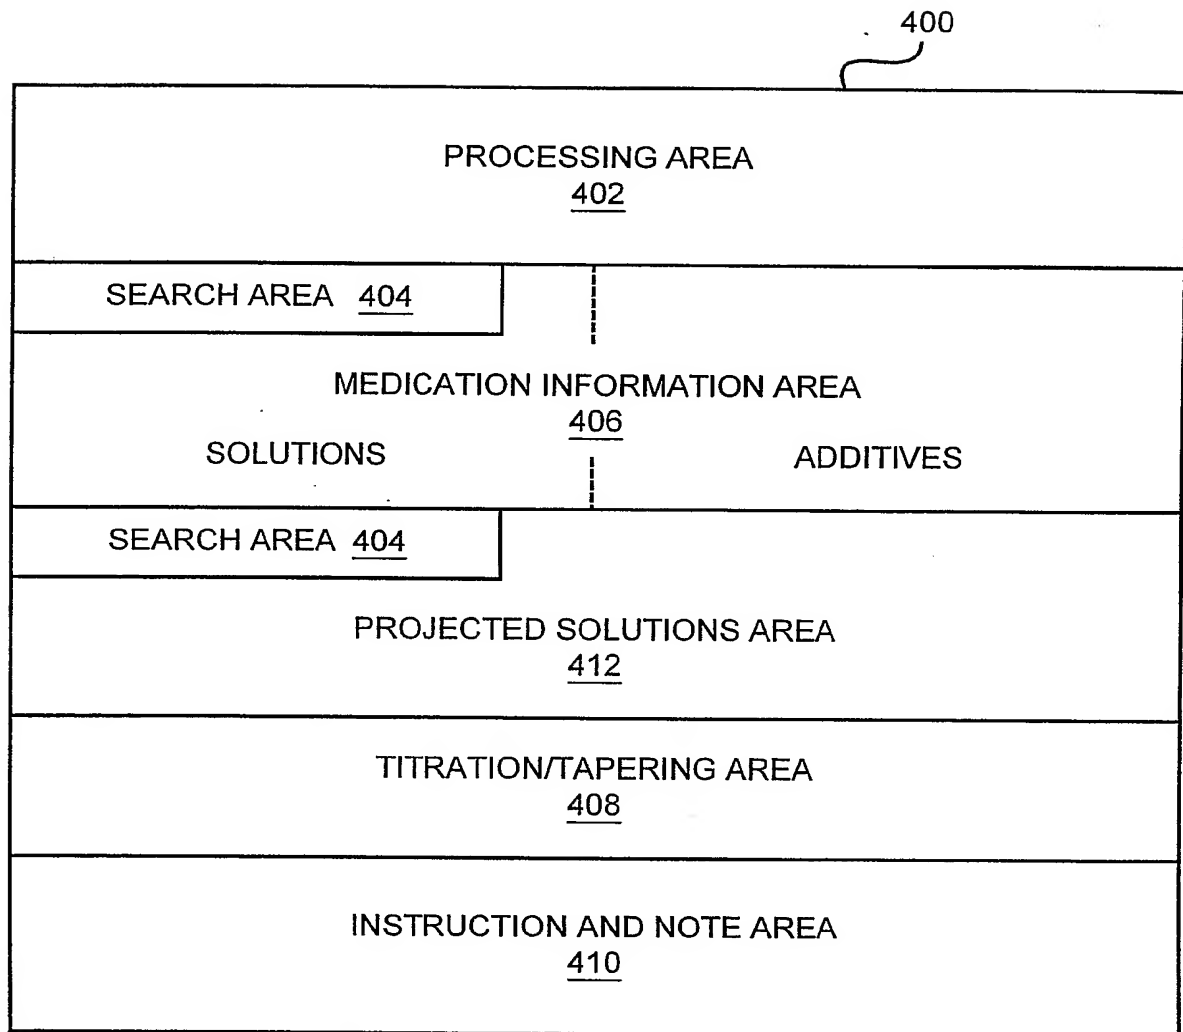 400
PROCESSING AREA
402
SEARCH AREA 404
MEDICATION INFORMATION AREA
406
SOLUTIONS ADDITIVES
SEARCH AREA 404
PROJECTED SOLUTIONS AREA
412
TITRATION/TAPERING AREA
408
INSTRUCTION AND NOTE AREA
410